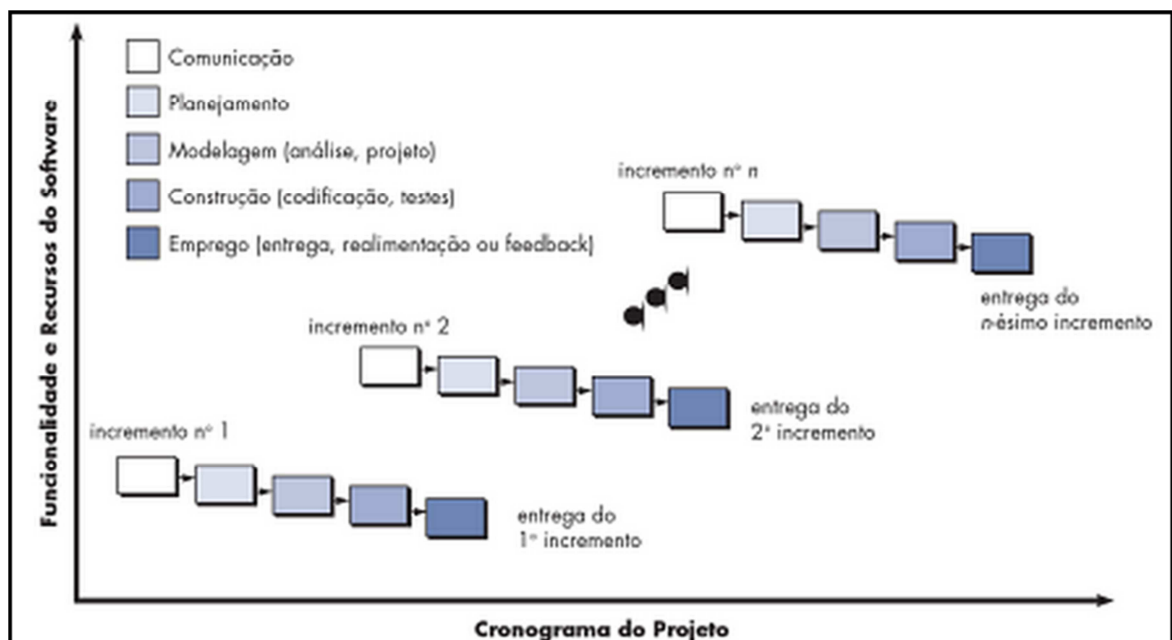 Funcionalidade e Recursos do Software
Comunicação
Planejamento
Modelagem (análise, projeto)
Construção (codificação, testes)
Emprego (entrega, realimentação ou feedback)
incremento nº n
entrega do
n-ésimo incremento
incremento nº 2
entrega do
2º incremento
incremento nº 1
entrega do
1º incremento
Cronograma do Projeto